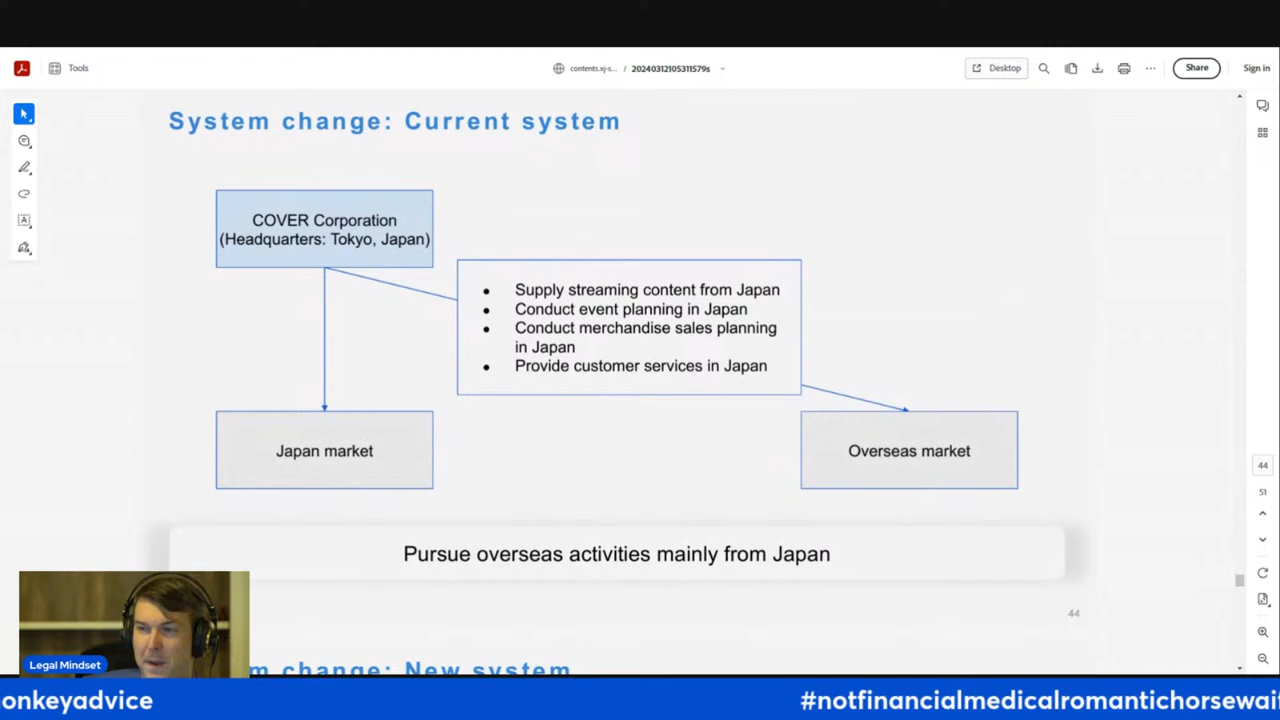 Tools
contents.xj-s... / 20240312105311579s
Desktop
Share
Sign in
System change: Current system
COVER Corporation
(Headquarters: Tokyo, Japan)
• Supply streaming content from Japan
• Conduct event planning in Japan
• Conduct merchandise sales planning
in Japan
• Provide customer services in Japan
Japan market
Overseas market
44
51
Pursue overseas activities mainly from Japan
44
m change: New system
Legal Mindset
onkeyadvice
#notfinancialmedicalromantichorsewai